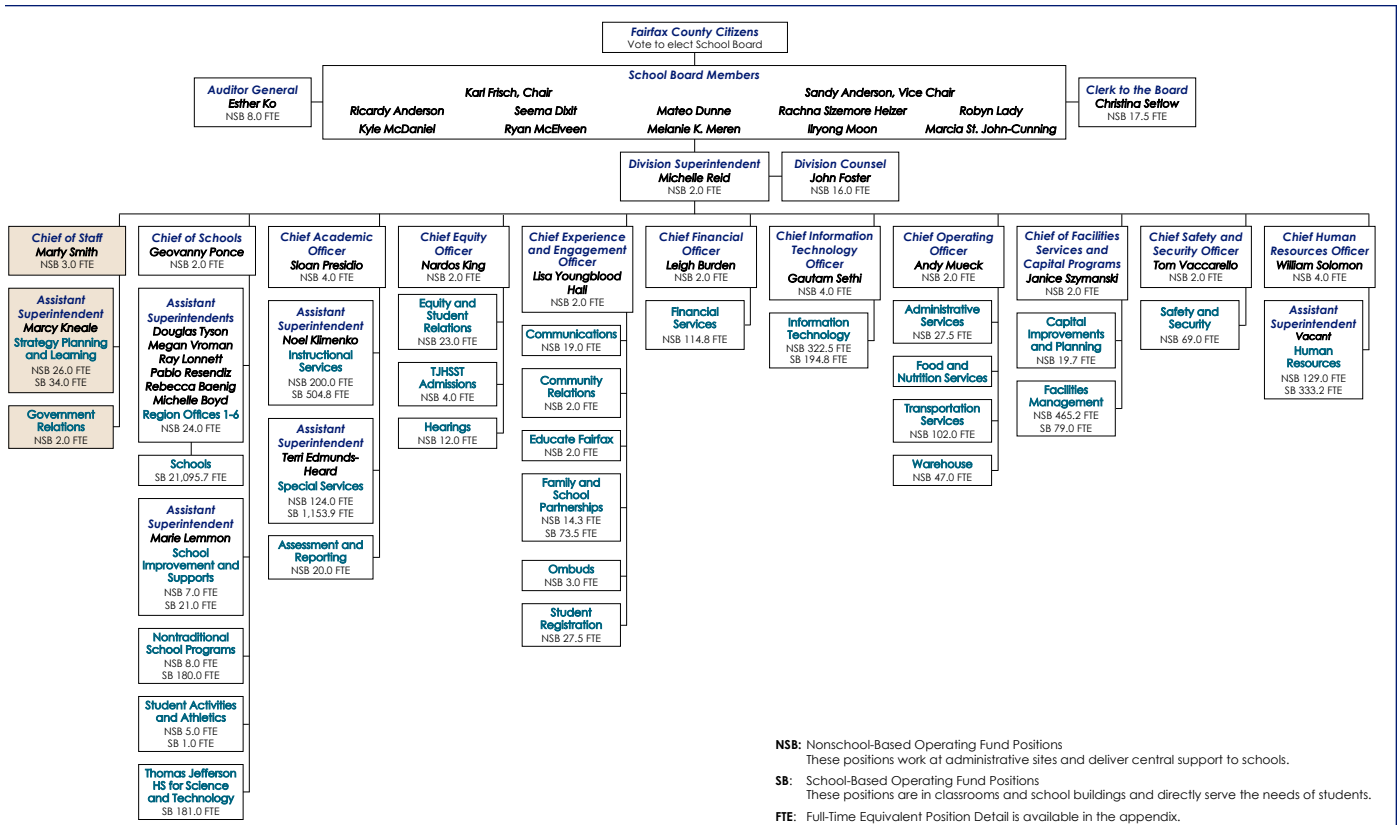 Fairfax County Citizens
Vote to elect School Board
School Board Members
Karl Frisch, Chair
Sandy Anderson, Vice Chair
Ricardy Anderson
Seema Dixit
Mateo Dunne
Rachna Sizemore Heizer
Robyn Lady
Kyle McDaniel
Ryan McElveen
Melanie K. Meren
Ilryong Moon
Marcia St. John-Cunning
Auditor General
Esther Ko
NSB 8.0 FTE
Clerk to the Board
Christina Setlow
NSB 17.5 FTE
Division Superintendent
Michelle Reid
NSB 2.0 FTE
Division Counsel
John Foster
NSB 16.0 FTE
Chief of Staff
Marty Smith
NSB 3.0 FTE
Assistant
Superintendent
Marcy Kneale
Strategy Planning
and Learning
NSB 26.0 FTE
SB 34.0 FTE
Government
Relations
NSB 2.0 FTE
Chief of Schools
Geovanny Ponce
NSB 2.0 FTE
Assistant
Superintendents
Douglas Tyson
Megan Vroman
Ray Lonnett
Pablo Resendiz
Rebecca Baenig
Michelle Boyd
Region Offices 1-6
NSB 24.0 FTE
Schools
SB 21,095.7 FTE
Assistant
Superintendent
Marie Lemmon
School
Improvement and
Supports
NSB 7.0 FTE
SB 21.0 FTE
Nontraditional
School Programs
NSB 8.0 FTE
SB 180.0 FTE
Student Activities
and Athletics
NSB 5.0 FTE
SB 1.0 FTE
Thomas Jefferson
HS for Science
and Technology
SB 181.0 FTE
Chief Academic
Officer
Sloan Presidio
NSB 4.0 FTE
Assistant
Superintendent
Noel Klimenko
Instructional
Services
NSB 200.0 FTE
SB 504.8 FTE
Assistant
Superintendent
Terri Edmunds-
Heard
Special Services
NSB 124.0 FTE
SB 1,153.9 FTE
Assessment and
Reporting
NSB 20.0 FTE
Chief Equity
Officer
Nardos King
NSB 2.0 FTE
Equity and
Student
Relations
NSB 23.0 FTE
TJHSST
Admissions
NSB 4.0 FTE
Hearings
NSB 12.0 FTE
Chief Experience
and Engagement
Officer
Lisa Youngblood
Hall
NSB 2.0 FTE
Communications
NSB 19.0 FTE
Community
Relations
NSB 2.0 FTE
Educate Fairfax
NSB 2.0 FTE
Family and
School
Partnerships
NSB 14.3 FTE
SB 73.5 FTE
Ombuds
NSB 3.0 FTE
Student
Registration
NSB 27.5 FTE
Chief Financial
Officer
Leigh Burden
NSB 2.0 FTE
Financial
Services
NSB 114.8 FTE
Chief Information
Technology
Officer
Gautam Sethi
NSB 4.0 FTE
Information
Technology
NSB 322.5 FTE
SB 194.8 FTE
Chief Operating
Officer
Andy Mueck
NSB 2.0 FTE
Administrative
Services
NSB 27.5 FTE
Food and
Nutrition Services
Transportation
Services
NSB 102.0 FTE
Warehouse
NSB 47.0 FTE
Chief of Facilities
Services and
Capital Programs
Janice Szymanski
NSB 2.0 FTE
Capital
Improvements
and Planning
NSB 19.7 FTE
Facilities
Management
NSB 465.2 FTE
SB 79.0 FTE
Chief Safety and
Security Officer
Tom Vaccarello
NSB 2.0 FTE
Safety and
Security
NSB 69.0 FTE
Chief Human
Resources Officer
William Solomon
NSB 4.0 FTE
Assistant
Superintendent
Vacant
Human
Resources
NSB 129.0 FTE
SB 333.2 FTE
NSB: Nonschool-Based Operating Fund Positions
These positions work at administrative sites and deliver central support to schools.
SB: School-Based Operating Fund Positions
These positions are in classrooms and school buildings and directly serve the needs of students.
FTE: Full-Time Equivalent Position Detail is available in the appendix.